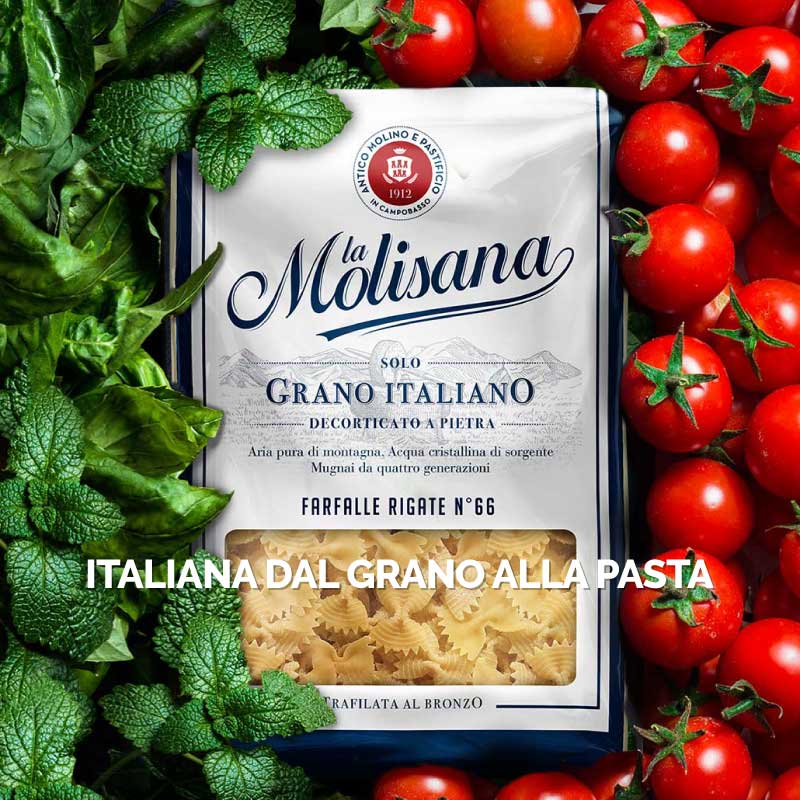 ANTICO MOLINO E PASTIFICIO
1912
IN CAMPOBASSO
la
Molisana
SOLO
GRANO ITALIANO
DECORTICATO A PIETRA
Aria pura di montagna, Acqua cristallina di sorgente
Mugnai da quattro generazioni
FARFALLE RIGATE N°66
ITALIANA DAL GRANO ALLA PASTA
TRAFILATA AL BRONZO